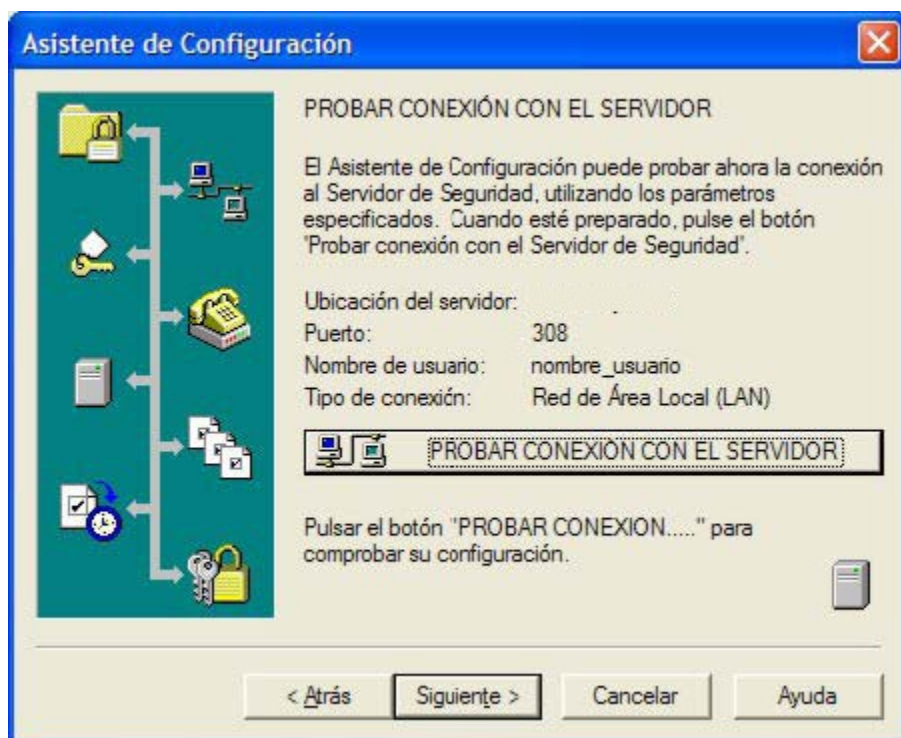 Asistente de Configuración
PROBAR CONEXIÓN CON EL SERVIDOR
El Asistente de Configuración puede probar ahora la conexión
al Servidor de Seguridad, utilizando los parámetros
especificados. Cuando esté preparado, pulse el botón
'Probar conexión con el Servidor de Seguridad'.
Ubicación del servidor:
Puerto: 308
Nombre de usuario: nombre_usuario
Tipo de conexión: Red de Área Local (LAN)
PROBAR CONEXION CON EL SERVIDOR
Pulsar el botón "PROBAR CONEXION....." para
comprobar su configuración.
< Atrás Siguiente > Cancelar Ayuda